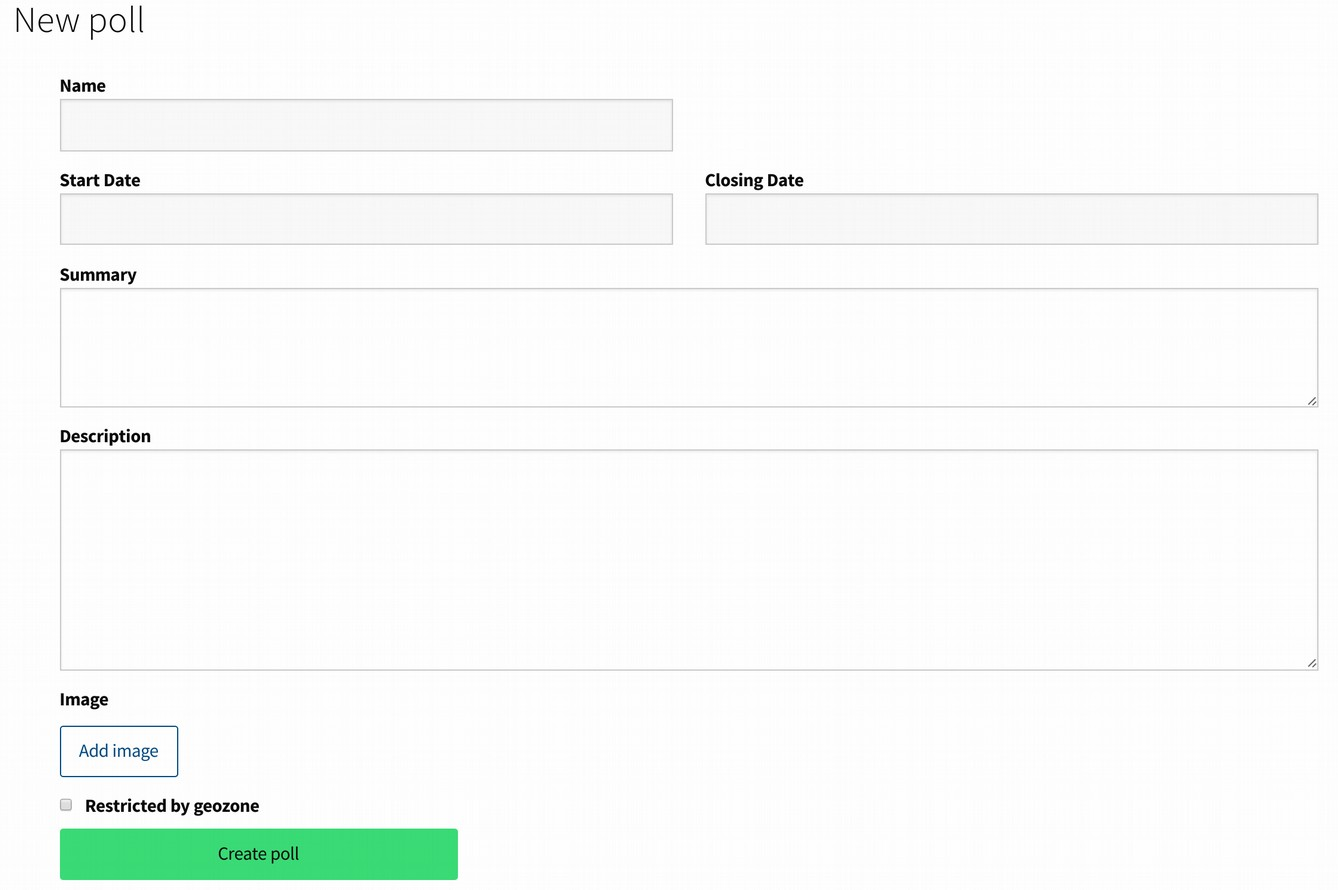 New poll
Name
Start Date
Closing Date
Summary
Description
Image
Add image
Restricted by geozone
Create poll